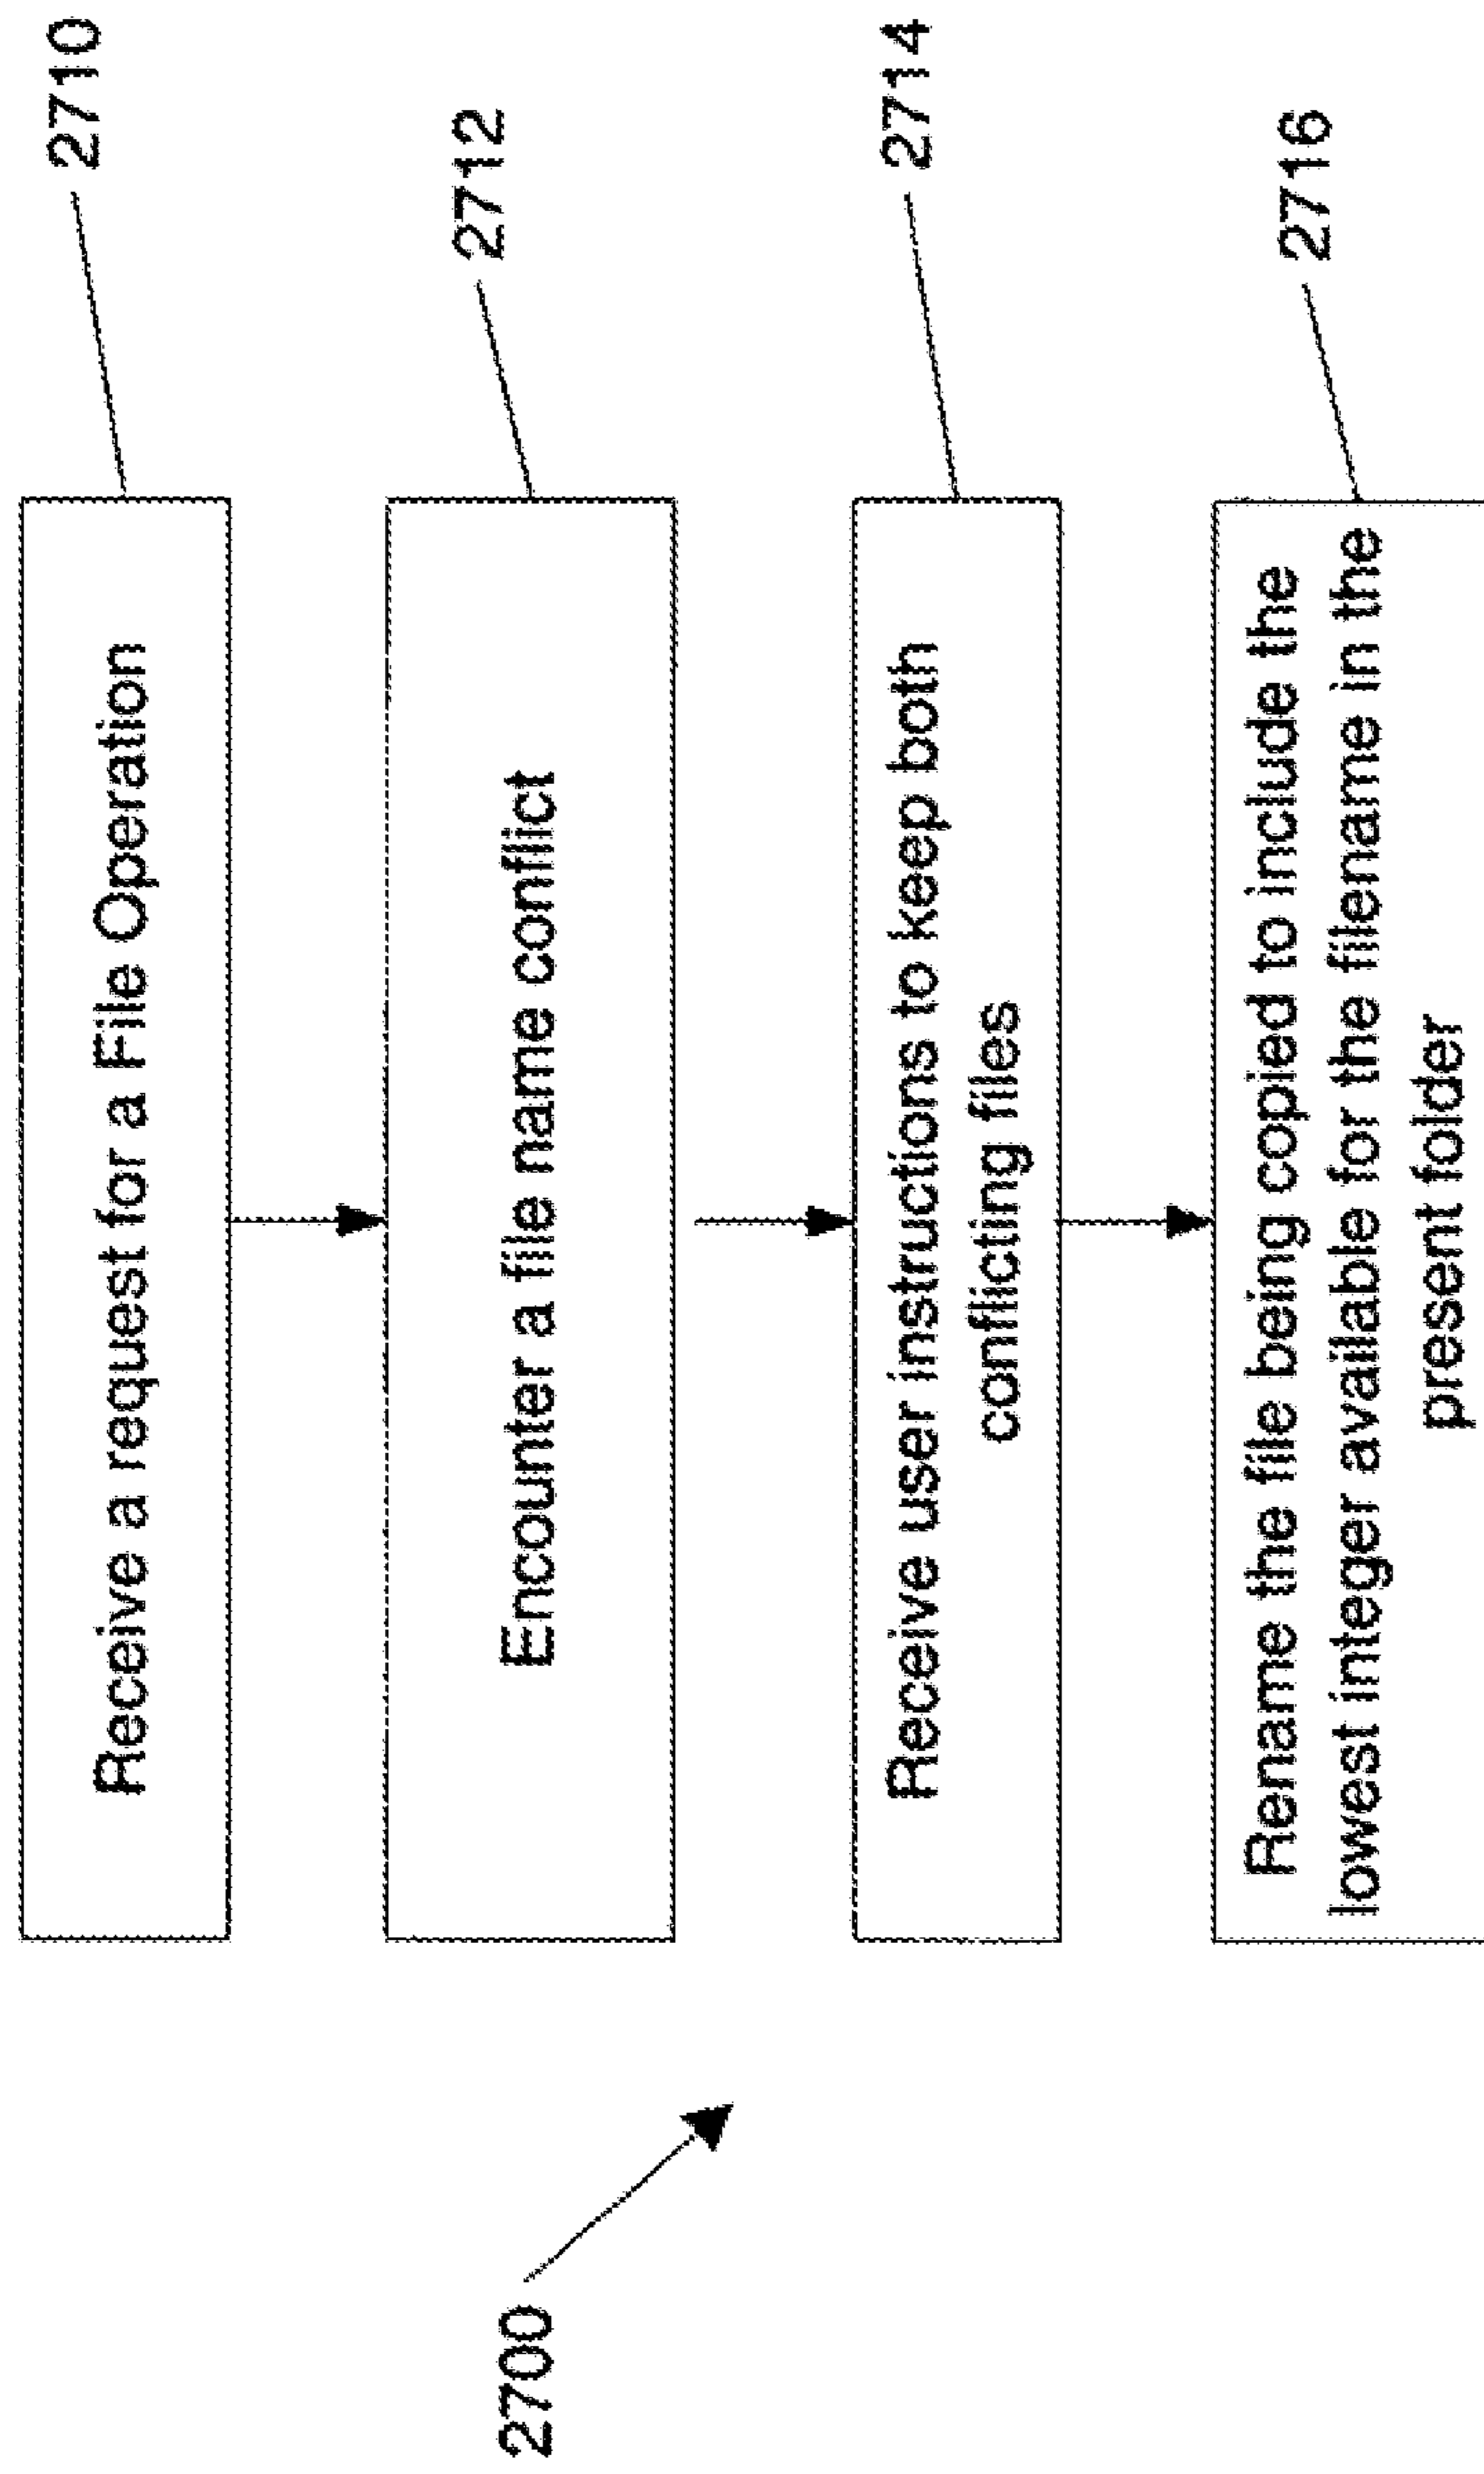 2700
Receive a request for a File Operation
2710
Encounter a file name conflict
2712
Receive user instructions to keep both
conflicting files
2714
Rename the file being copied to include the
lowest integer available for the filename in the
present folder
2716